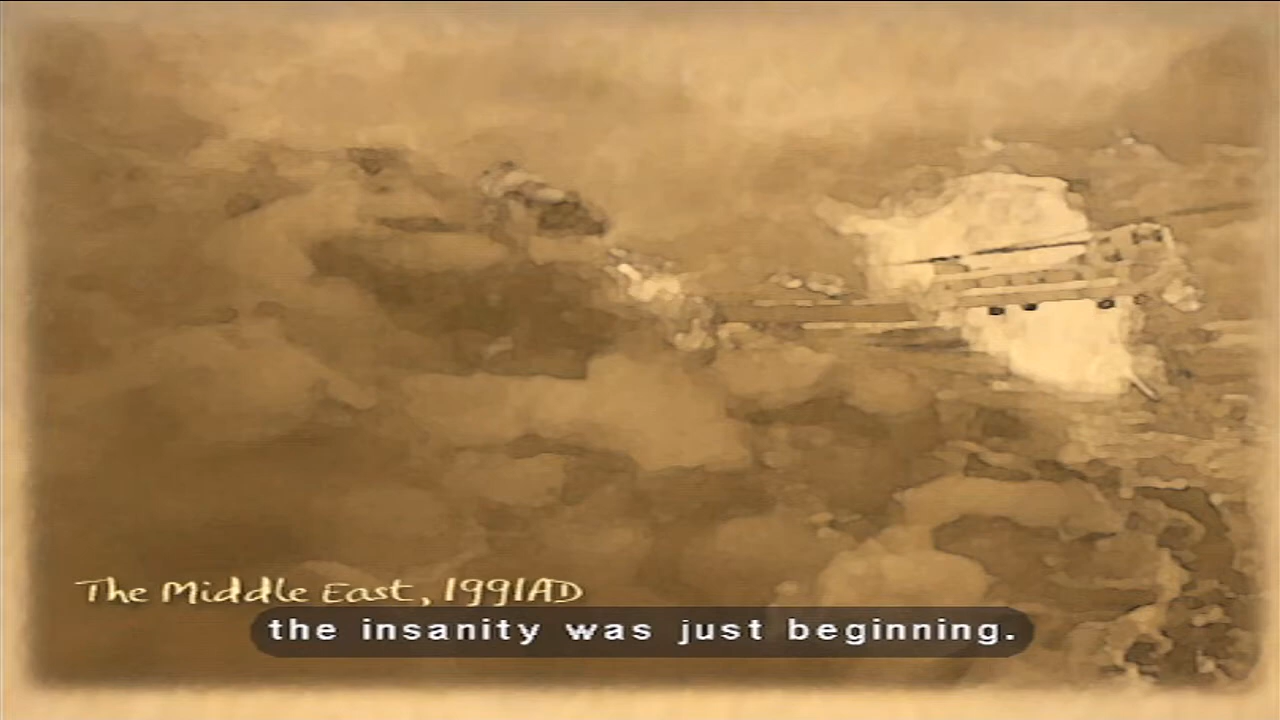 The Middle East, 1991AD
the insanity was just beginning.